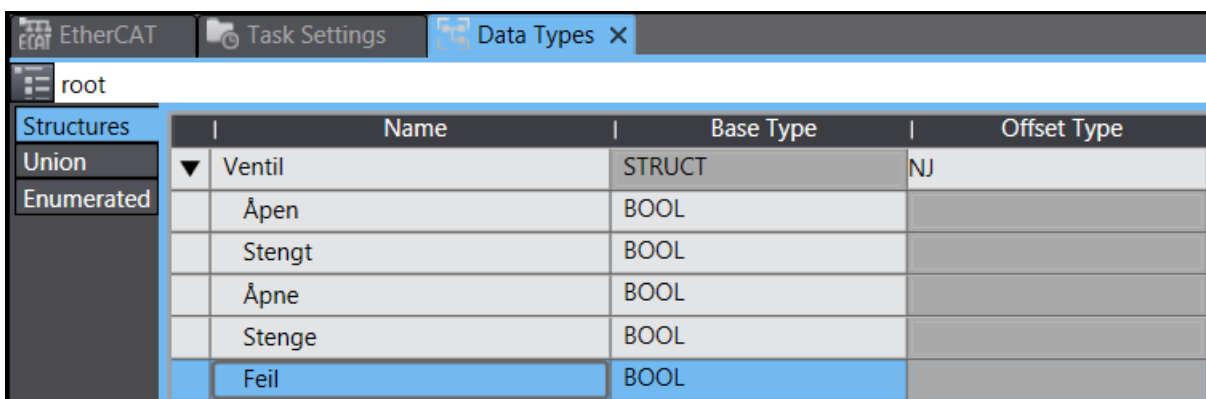 EtherCAT Task Settings Data Types
root
Structures Name Base Type Offset Type
Union Ventil STRUCT NJ
Enumerated Åpen BOOL
Stengt BOOL
Åpne BOOL
Stenge BOOL
Feil BOOL